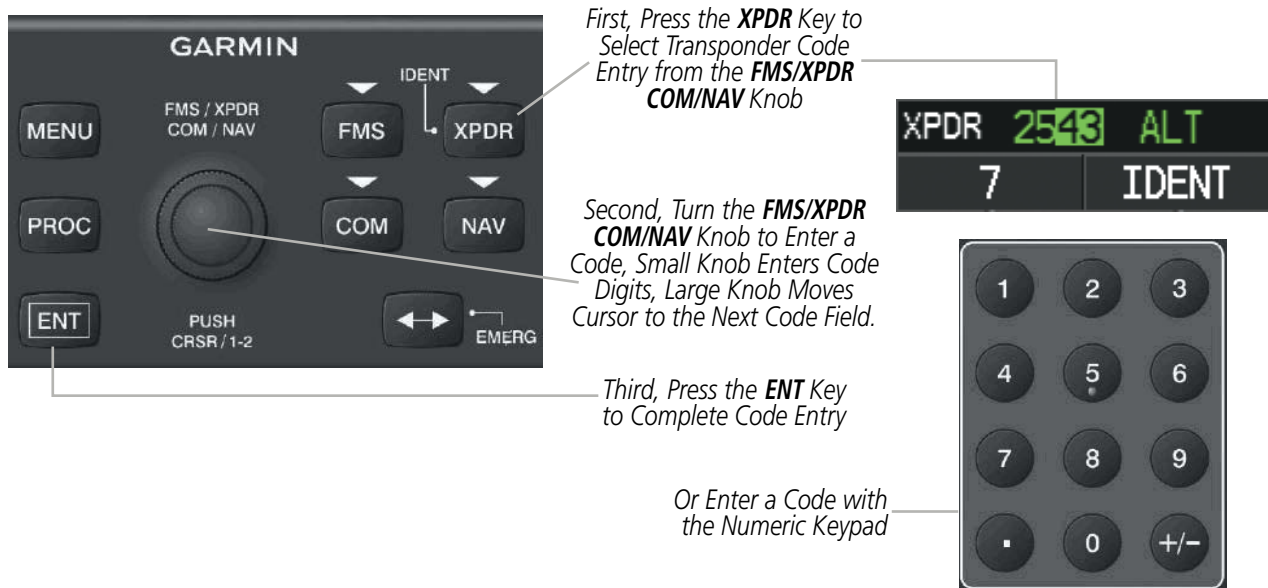 GARMIN
MENU
FMS / XPDR
COM / NAV
IDENT
FMS
XPDR
PROC
COM
NAV
ENT
PUSH
CRSR / 1-2
EMERG
First, Press the XPDR Key to
Select Transponder Code
Entry from the FMS/XPDR
COM/NAV Knob
XPDR 2543 ALT
7 IDENT
Second, Turn the FMS/XPDR
COM/NAV Knob to Enter a
Code, Small Knob Enters Code
Digits, Large Knob Moves
Cursor to the Next Code Field.
Third, Press the ENT Key
to Complete Code Entry
Or Enter a Code with
the Numeric Keypad
1 2 3
4 5 6
7 8 9
. 0 +/-